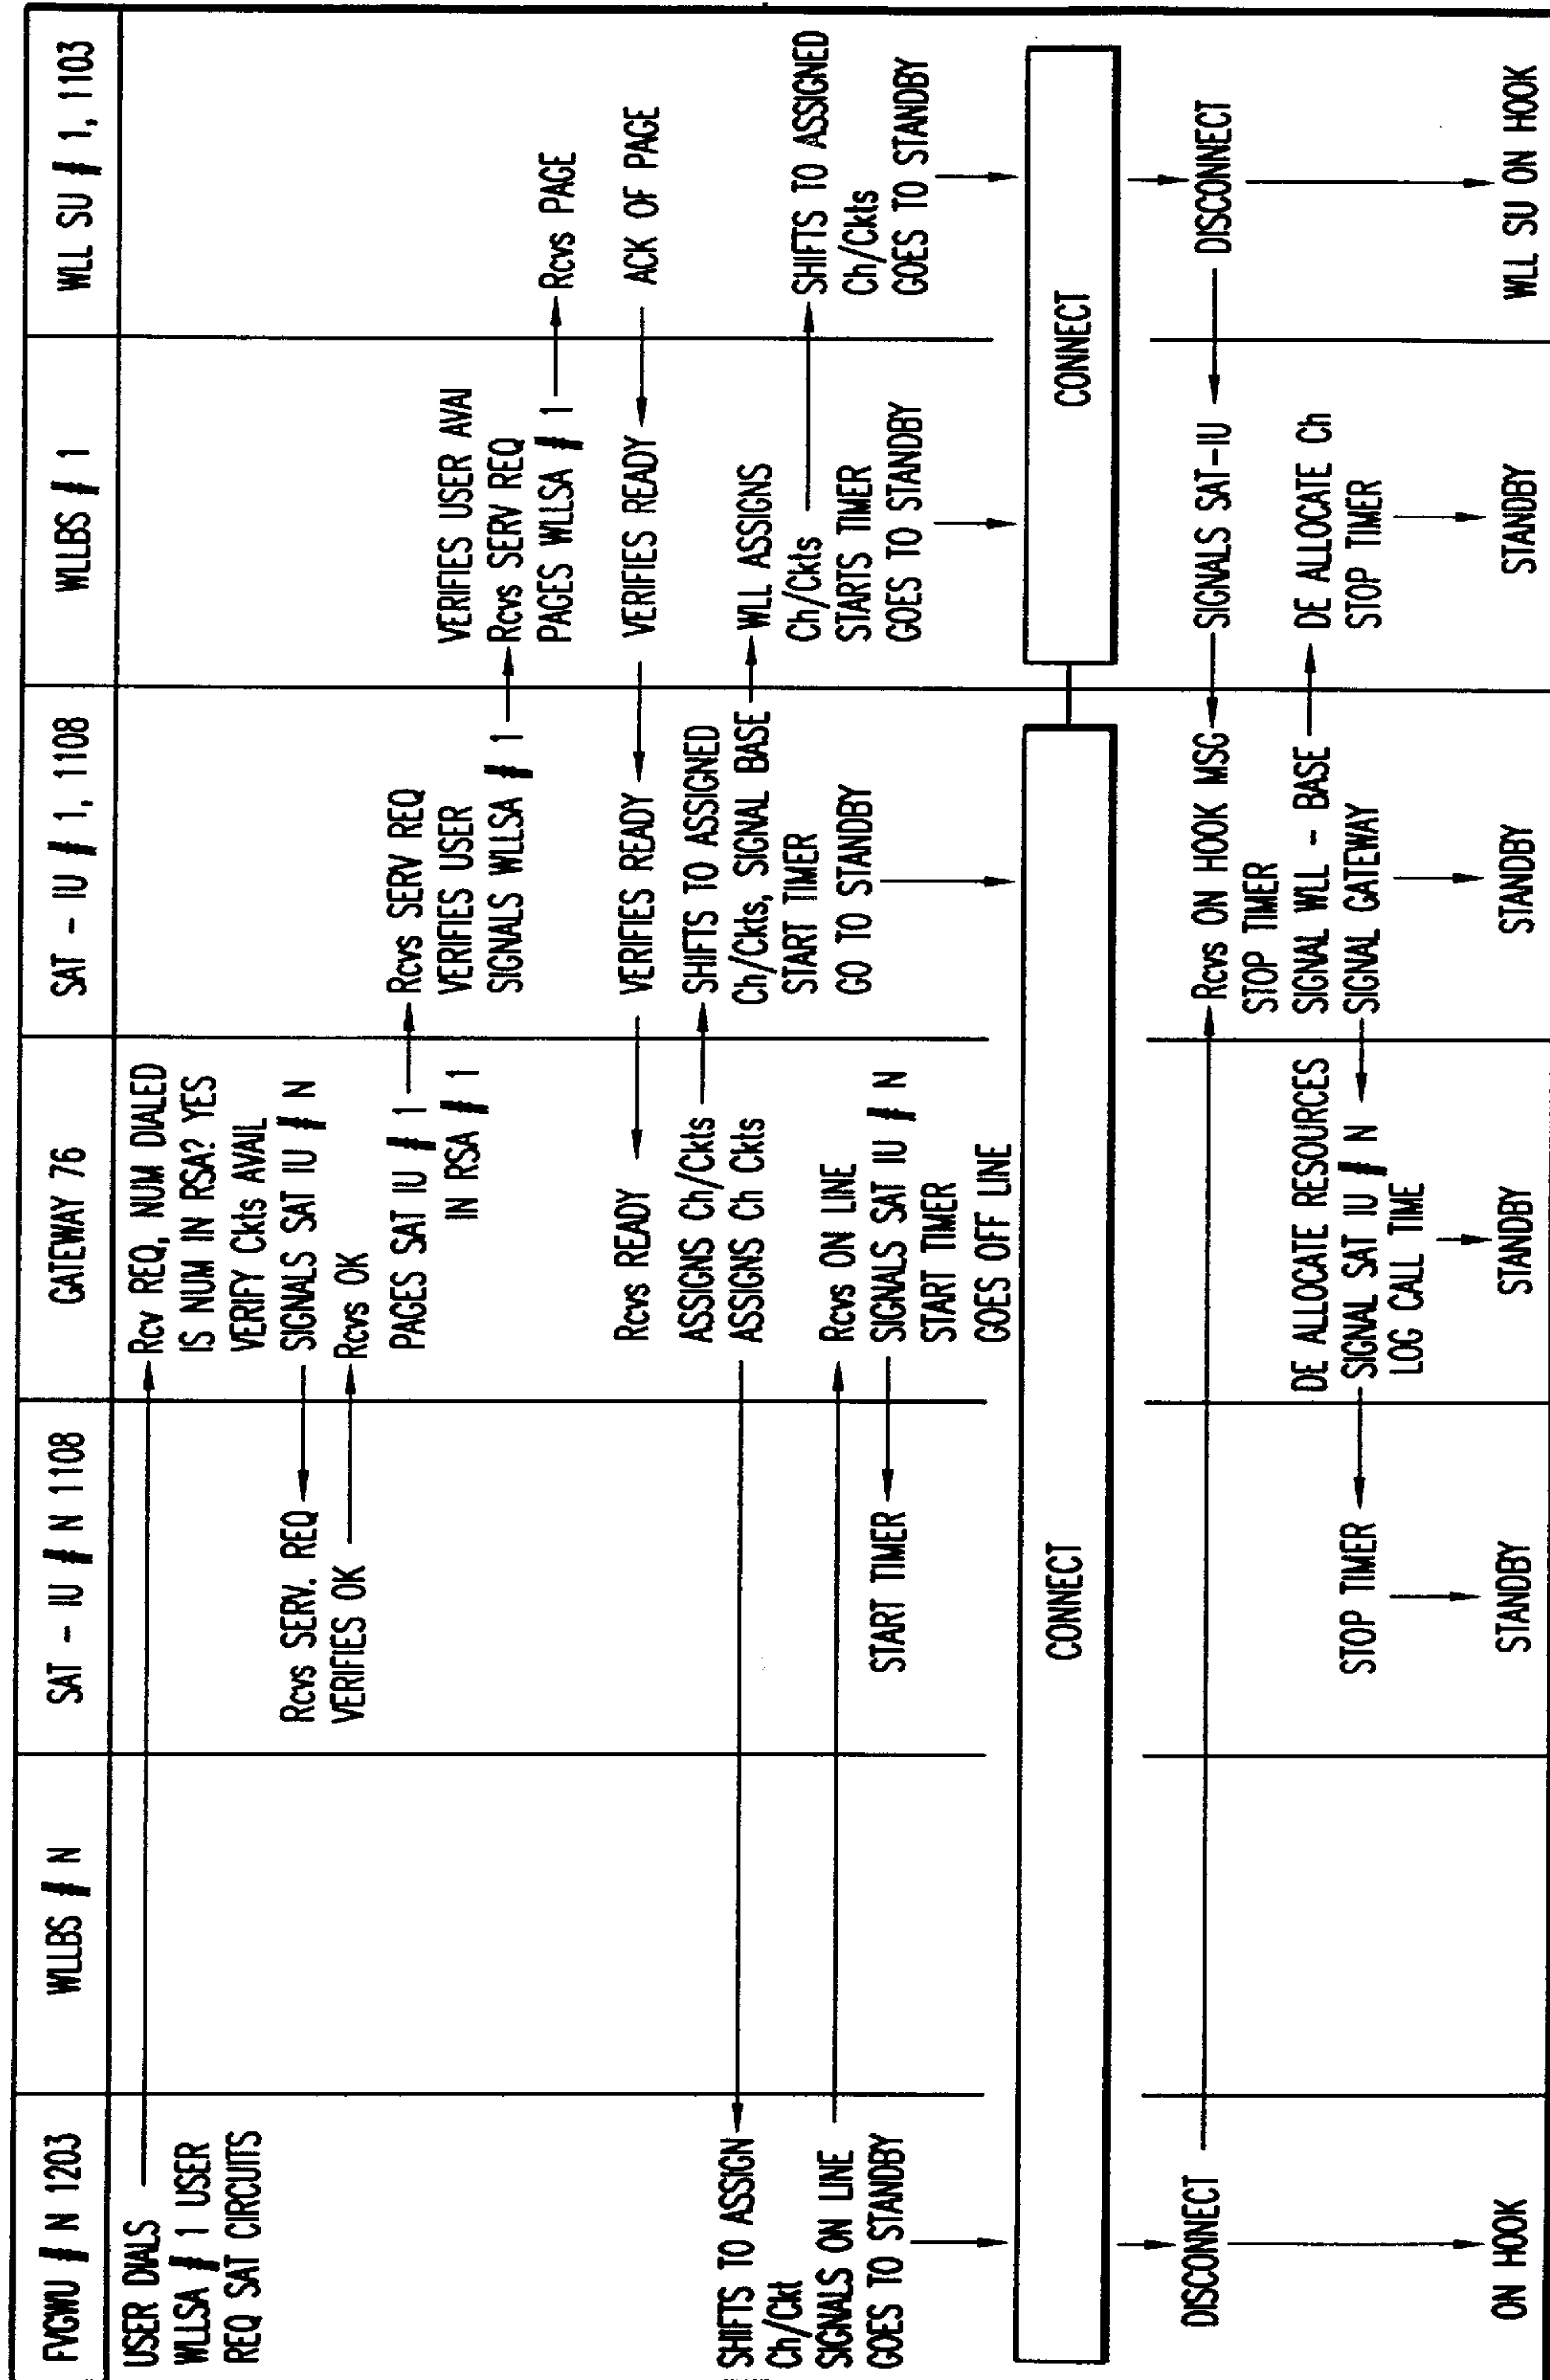 FVGWU # N 1203
WLLBS # N
SAT - IU # N 1108
GATEWAY 76
SAT - IU # 1, 1108
WLLBS # 1
WLL SU # 1, 1103
USER DIALS
WLLSA # 1 USER
REQ SAT CIRCUITS
Rcv REQ, NUM DIALED
IS NUM IN RSA? YES
VERIFY Ckts AVAIL
SIGNALS SAT IU # N
Rcvs SERV. REQ
VERIFIES OK
Rcvs OK
PAGES SAT IU # 1
IN RSA # 1
Rcvs SERV REQ
VERIFIES USER
SIGNALS WLLSA # 1
VERIFIES USER AVAI
Rcvs SERV REQ
PAGES WLLSA # 1
Rcvs PAGE
ACK OF PAGE
VERIFIES READY
VERIFIES READY
Rcvs READY
ASSIGNS Ch/Ckts
ASSIGNS Ch Ckts
SHIFTS TO ASSIGNED
Ch/Ckts, SIGNAL BASE
START TIMER
GO TO STANDBY
WLL ASSIGNS
Ch/Ckts
STARTS TIMER
GOES TO STANDBY
SHIFTS TO ASSIGNED
Ch/Ckts
GOES TO STANDBY
SHIFTS TO ASSIGN
Ch/Ckt
SIGNALS ON LINE
GOES TO STANDBY
Rcvs ON LINE
SIGNALS SAT IU # N
START TIMER
GOES OFF LINE
START TIMER
CONNECT
CONNECT
DISCONNECT
Rcvs ON HOOK MSG
STOP TIMER
SIGNAL WLL - BASE
SIGNAL GATEWAY
SIGNALS SAT-IU
DISCONNECT
DE ALLOCATE Ch
STOP TIMER
DE ALLOCATE RESOURCES
SIGNAL SAT IU # N
LOG CALL TIME
STOP TIMER
ON HOOK
STANDBY
STANDBY
STANDBY
STANDBY
WLL SU ON HOOK